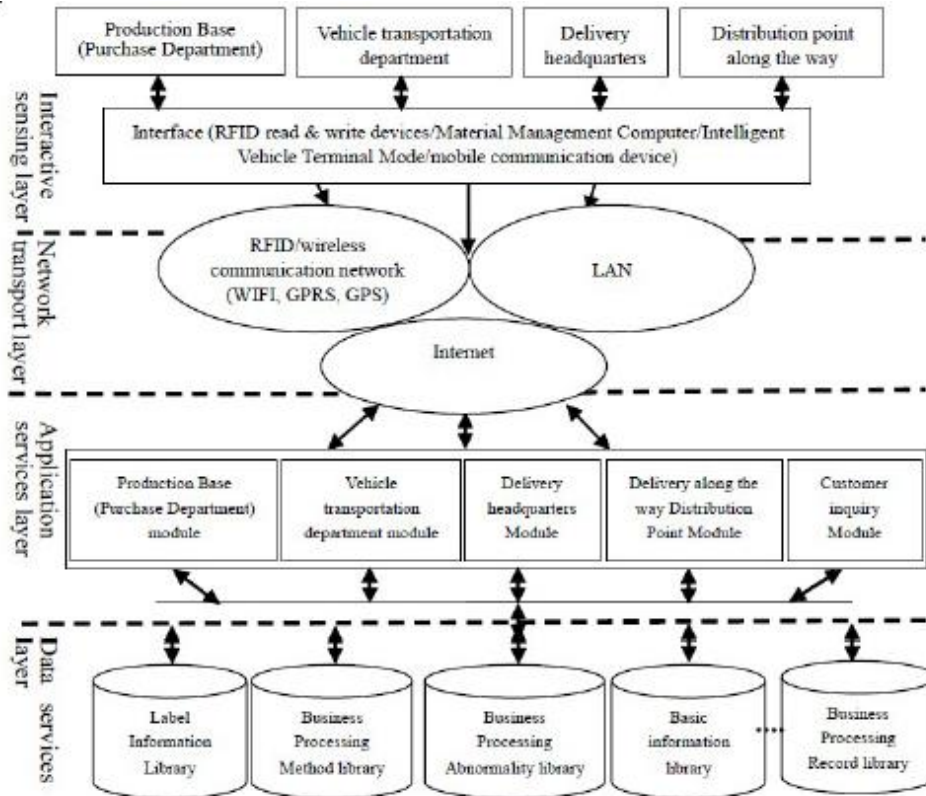 Production Base
(Purchase Department)
Vehicle transportation
department
Delivery
headquarters
Distribution point
along the way
Interactive
sensing layer
Interface (RFID read & write devices/Material Management Computer/Intelligent
Vehicle Terminal Mode/mobile communication device)
Network
transport layer
RFID/wireless
communication network
(WIFI, GPRS, GPS)
LAN
Internet
Application
services layer
Production Base
(Purchase Department)
module
Vehicle
transportation
department module
Delivery
headquarters
Module
Delivery along the
way Distribution
Point Module
Customer
inquiry
Module
Data services
layer
Label
Information
Library
Business
Processing
Method library
Business
Processing
Abnormality library
Basic
information
library
Business
Processing
Record library